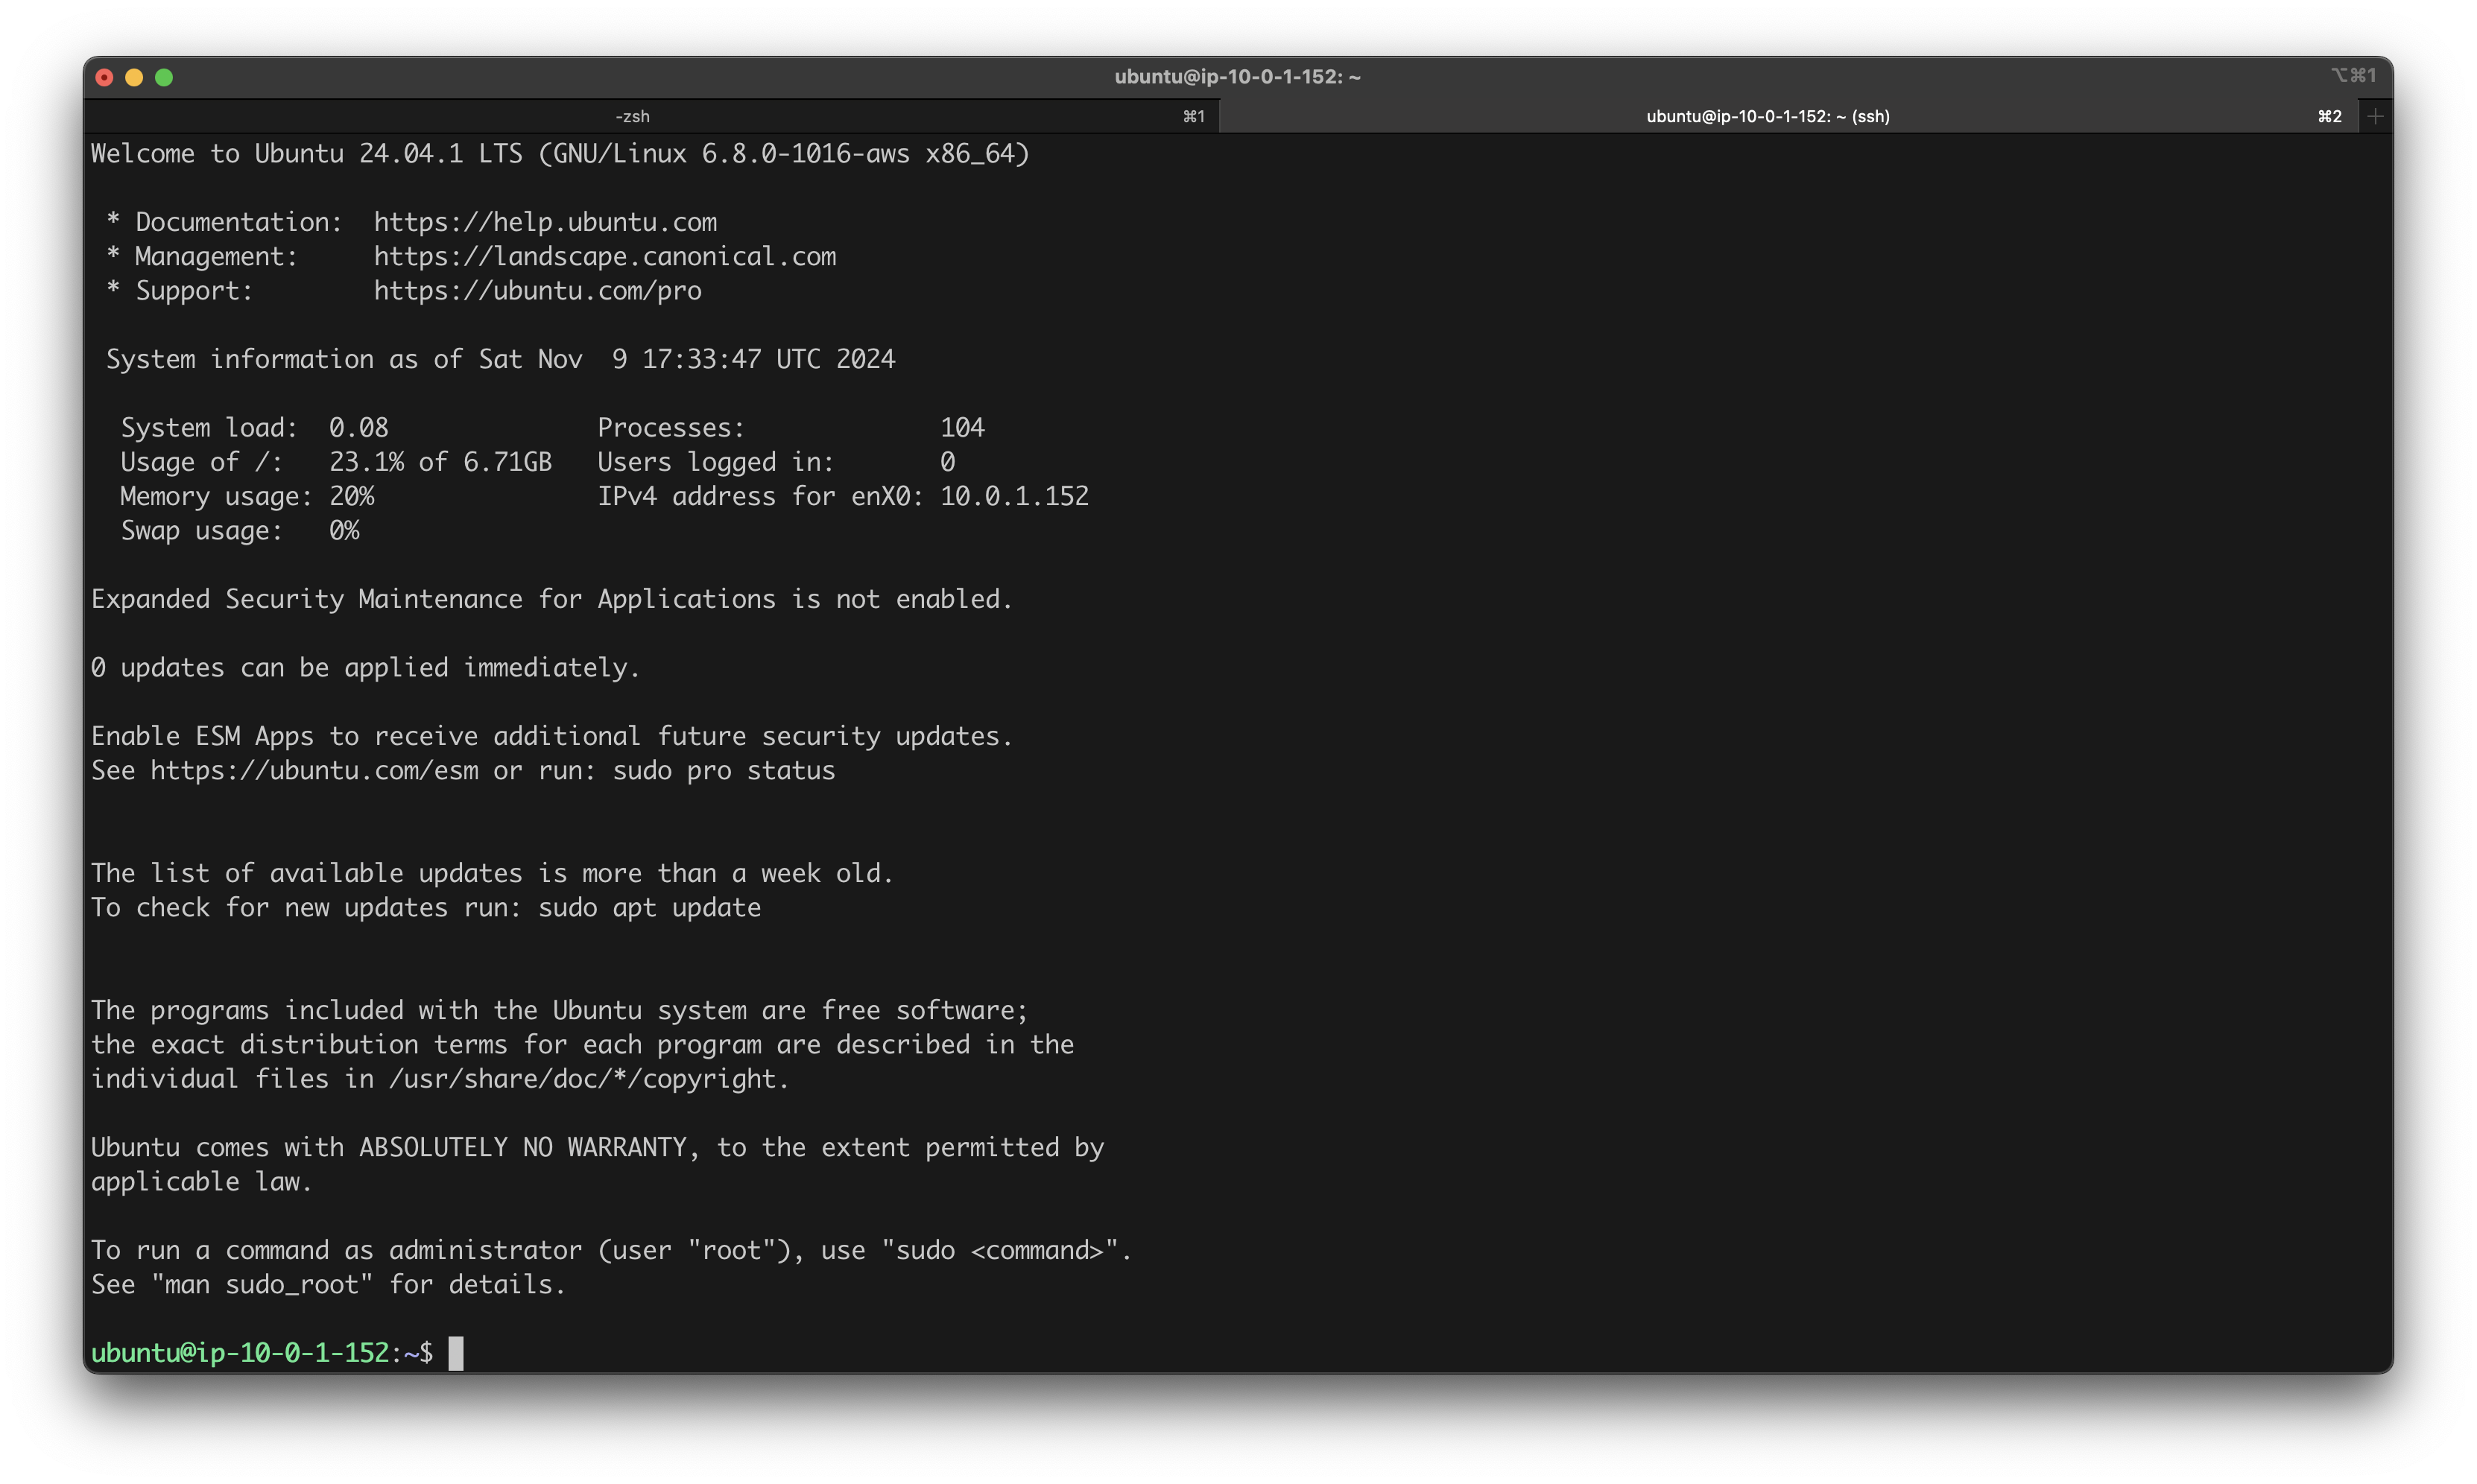 ubuntu@ip-10-0-1-152: ~
⌥⌘1
-zsh ⌘1
ubuntu@ip-10-0-1-152: ~ (ssh) ⌘2
Welcome to Ubuntu 24.04.1 LTS (GNU/Linux 6.8.0-1016-aws x86_64)
* Documentation:  https://help.ubuntu.com
* Management:     https://landscape.canonical.com
* Support:        https://ubuntu.com/pro
System information as of Sat Nov  9 17:33:47 UTC 2024
System load:  0.08              Processes:             104
Usage of /:   23.1% of 6.71GB   Users logged in:       0
Memory usage: 20%               IPv4 address for enX0: 10.0.1.152
Swap usage:   0%
Expanded Security Maintenance for Applications is not enabled.
0 updates can be applied immediately.
Enable ESM Apps to receive additional future security updates.
See https://ubuntu.com/esm or run: sudo pro status
The list of available updates is more than a week old.
To check for new updates run: sudo apt update
The programs included with the Ubuntu system are free software;
the exact distribution terms for each program are described in the
individual files in /usr/share/doc/*/copyright.
Ubuntu comes with ABSOLUTELY NO WARRANTY, to the extent permitted by
applicable law.
To run a command as administrator (user "root"), use "sudo <command>".
See "man sudo_root" for details.
ubuntu@ip-10-0-1-152:~$